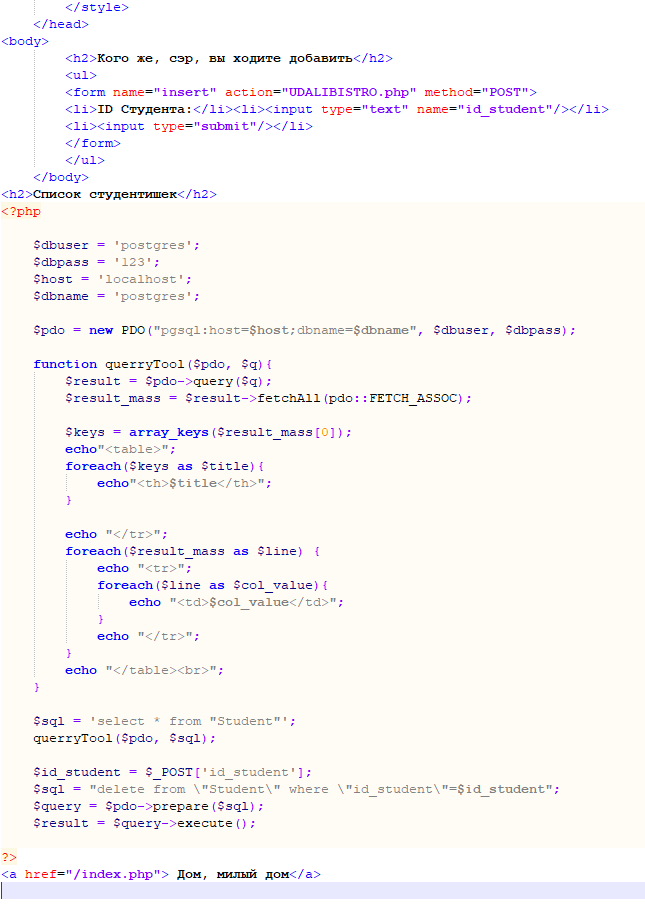 </style>
</head>
<body>
<h2>Кого же, сэр, вы ходите добавить</h2>
<ul>
<form name="insert" action="UDALIBISTRO.php" method="POST">
<li>ID Студента:</li><li><input type="text" name="id_student"/></li>
<li><input type="submit"/></li>
</form>
</ul>
</body>
<h2>Список студентишек</h2>
<?php
$dbuser = 'postgres';
$dbpass = '123';
$host = 'localhost';
$dbname = 'postgres';
$pdo = new PDO("pgsql:host=$host;dbname=$dbname", $dbuser, $dbpass);
function querryTool($pdo, $q){
$result = $pdo->query($q);
$result_mass = $result->fetchAll(pdo::FETCH_ASSOC);
$keys = array_keys($result_mass[0]);
echo"<table>";
foreach($keys as $title){
echo"<th>$title</th>";
}
echo "</tr>";
foreach($result_mass as $line) {
echo "<tr>";
foreach($line as $col_value){
echo "<td>$col_value</td>";
}
echo "</tr>";
}
echo "</table><br>";
}
$sql = 'select * from "Student"';
querryTool($pdo, $sql);
$id_student = $_POST['id_student'];
$sql = "delete from \"Student\" where \"id_student\"=$id_student";
$query = $pdo->prepare($sql);
$result = $query->execute();
?>
<a href="/index.php"> Дом, милый дом</a>